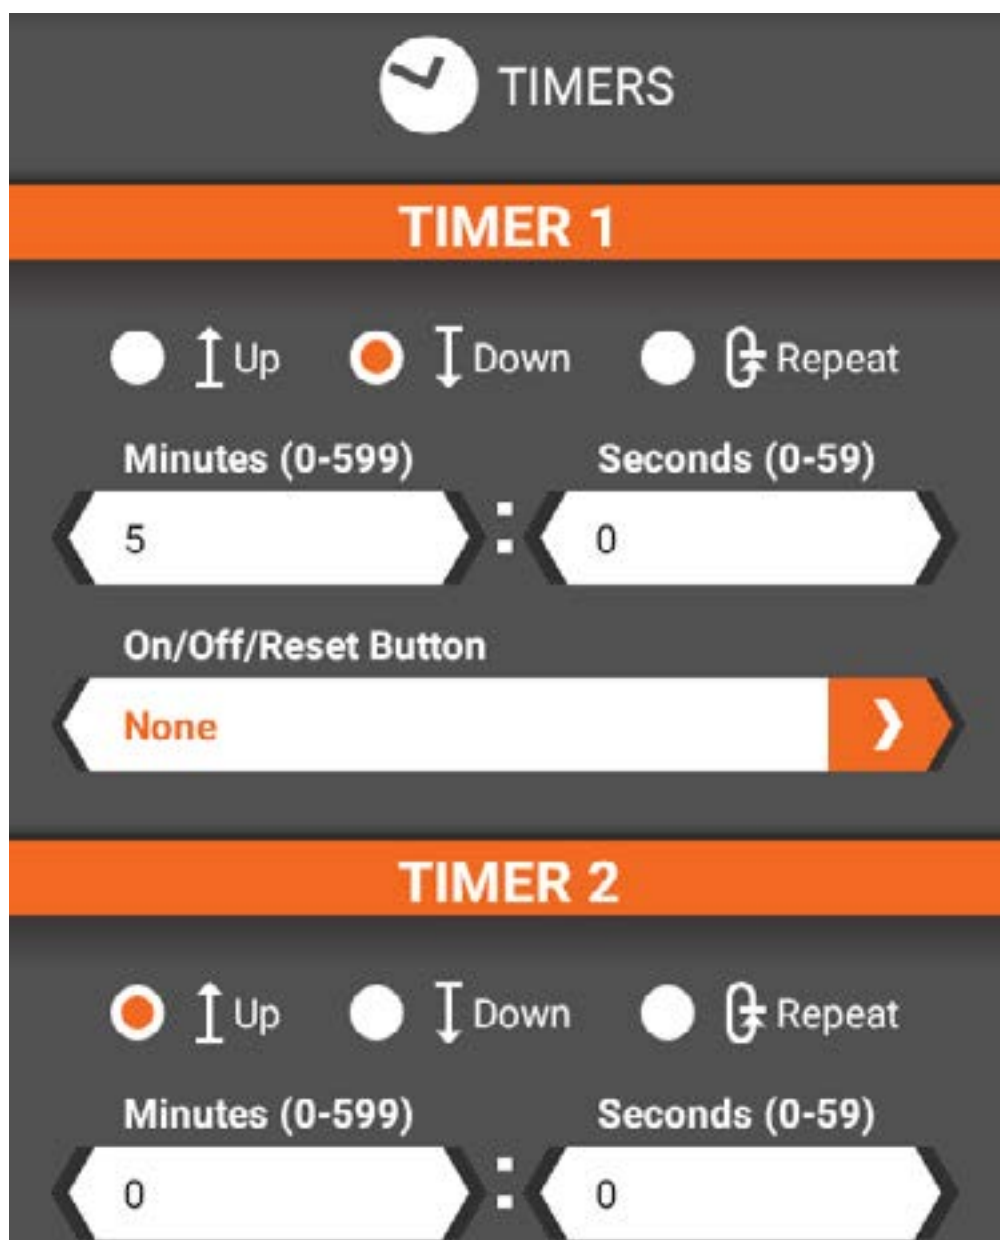 TIMERS
TIMER 1
Up Down Repeat
Minutes (0-599) : Seconds (0-59)
5 0
On/Off/Reset Button
None
TIMER 2
Up Down Repeat
Minutes (0-599) : Seconds (0-59)
0 0